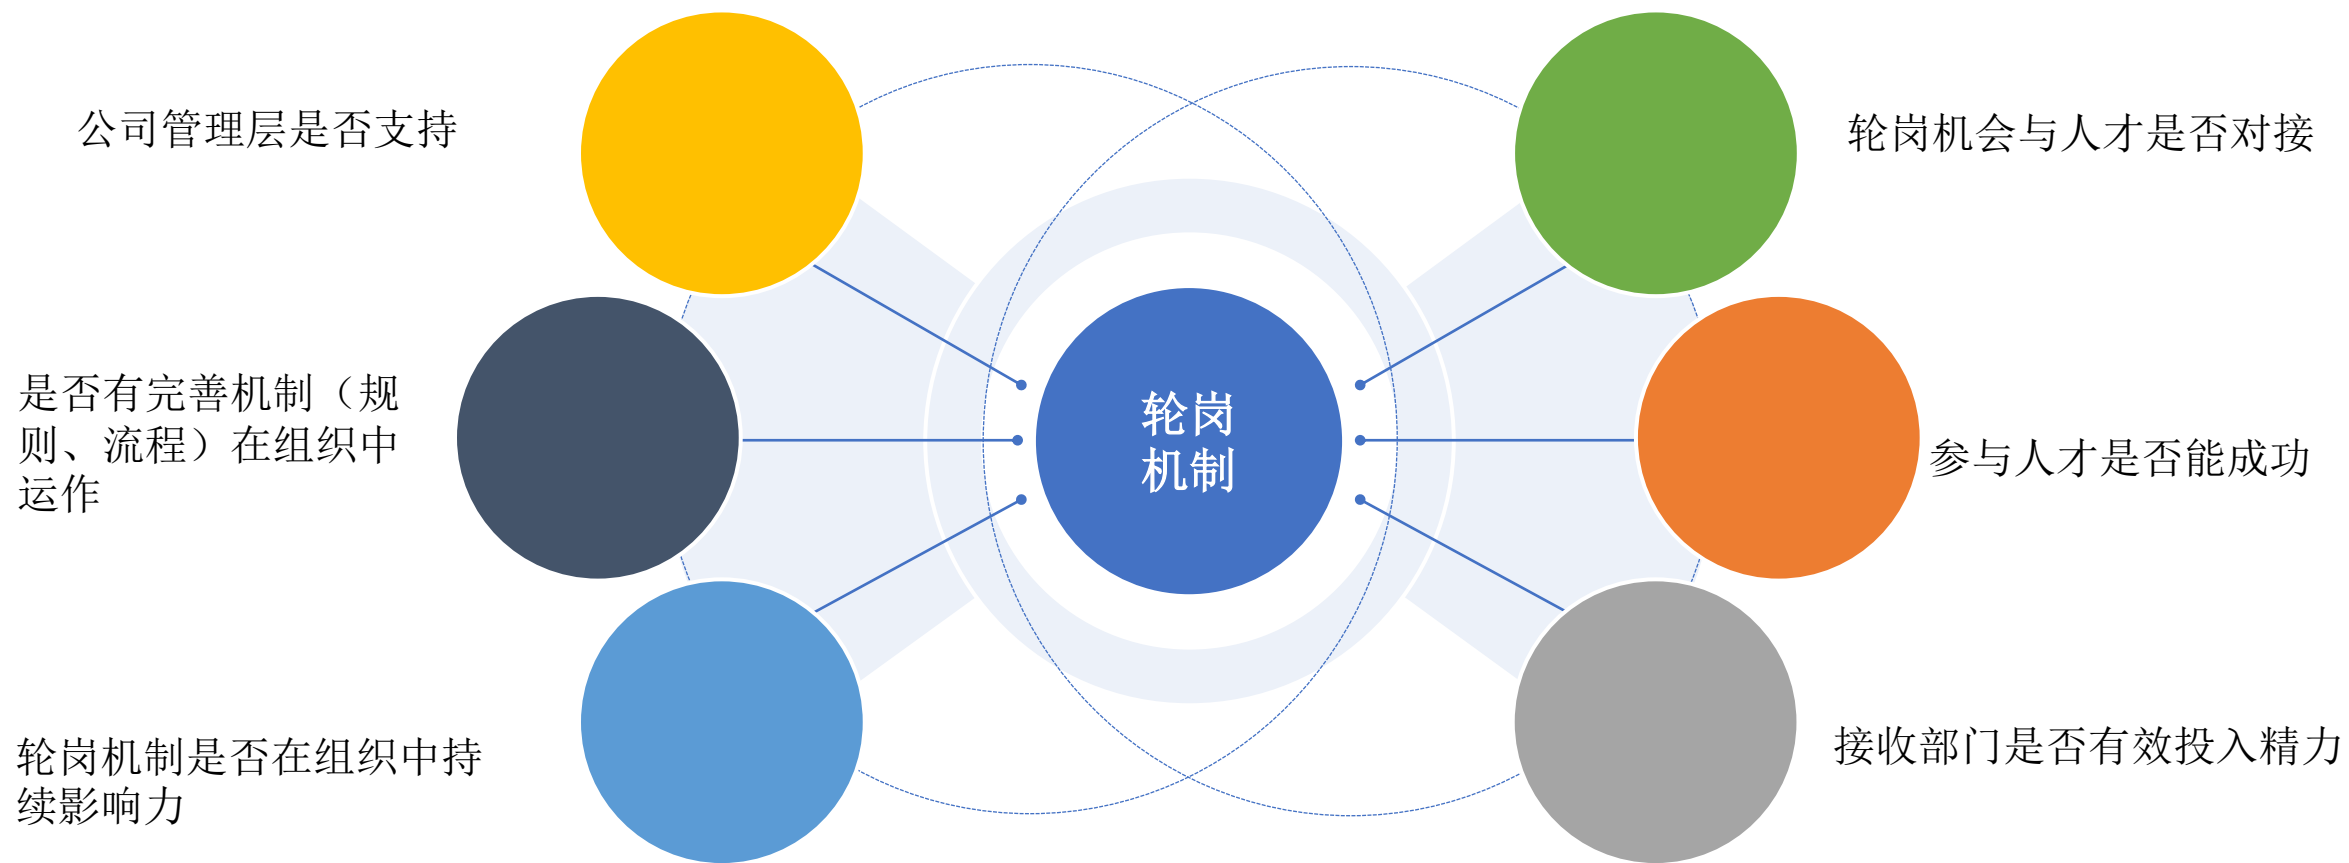 公司管理层是否支持
是否有完善机制（规
则、流程）在组织中
运作
轮岗机制是否在组织中持
续影响力
轮岗
机制
轮岗机会与人才是否对接
参与人才是否能成功
接收部门是否有效投入精力